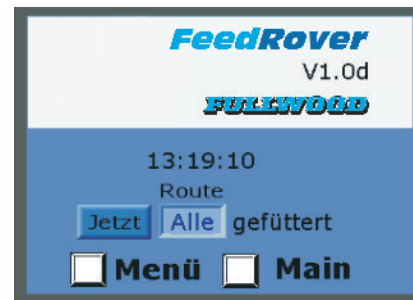 FeedRover
V1.0d
FULLWOOD
13:19:10
Route
Jetzt Alle gefüttert
Menü Main